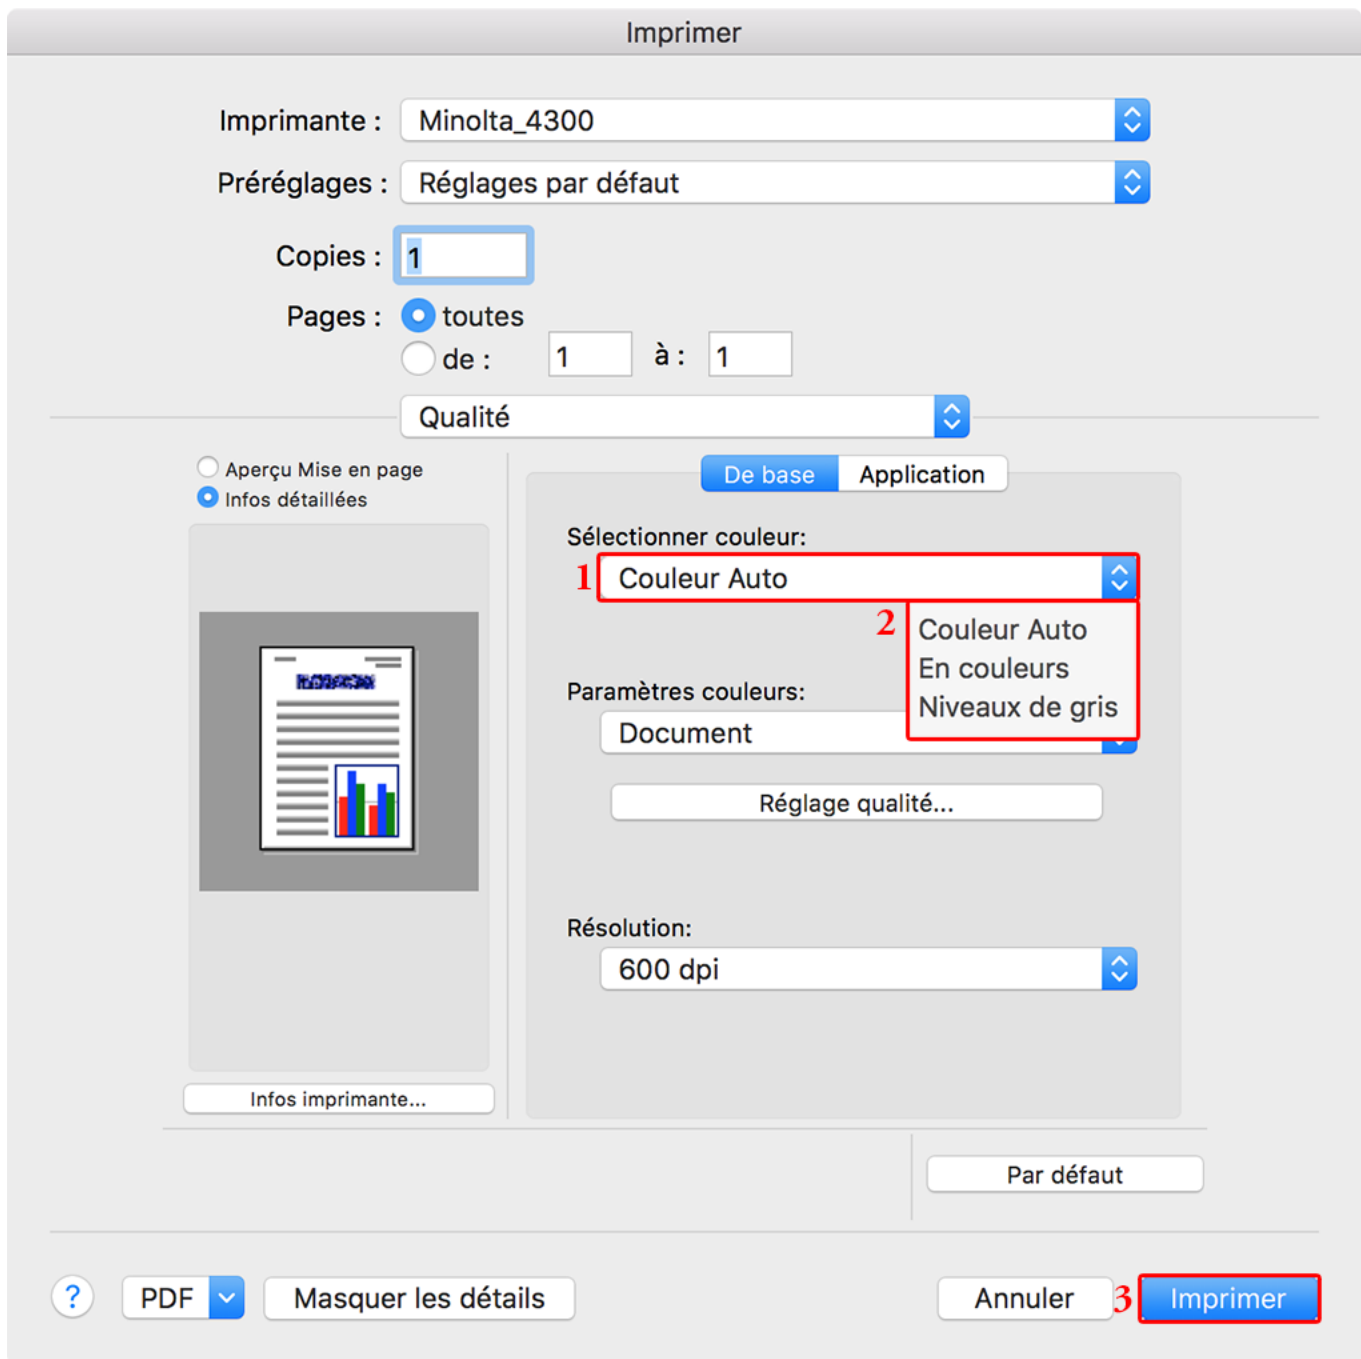 Imprimer
Imprimante : Minolta_4300
Préréglages : Réglages par défaut
Copies : 1
Pages : toutes
de : 1 à : 1
Qualité
Aperçu Mise en page
Infos détaillées
De base Application
Sélectionner couleur:
1 Couleur Auto
2 Couleur Auto
En couleurs
Niveaux de gris
Paramètres couleurs:
Document
Réglage qualité...
Résolution:
600 dpi
Infos imprimante...
Par défaut
? PDF Masquer les détails Annuler 3 Imprimer